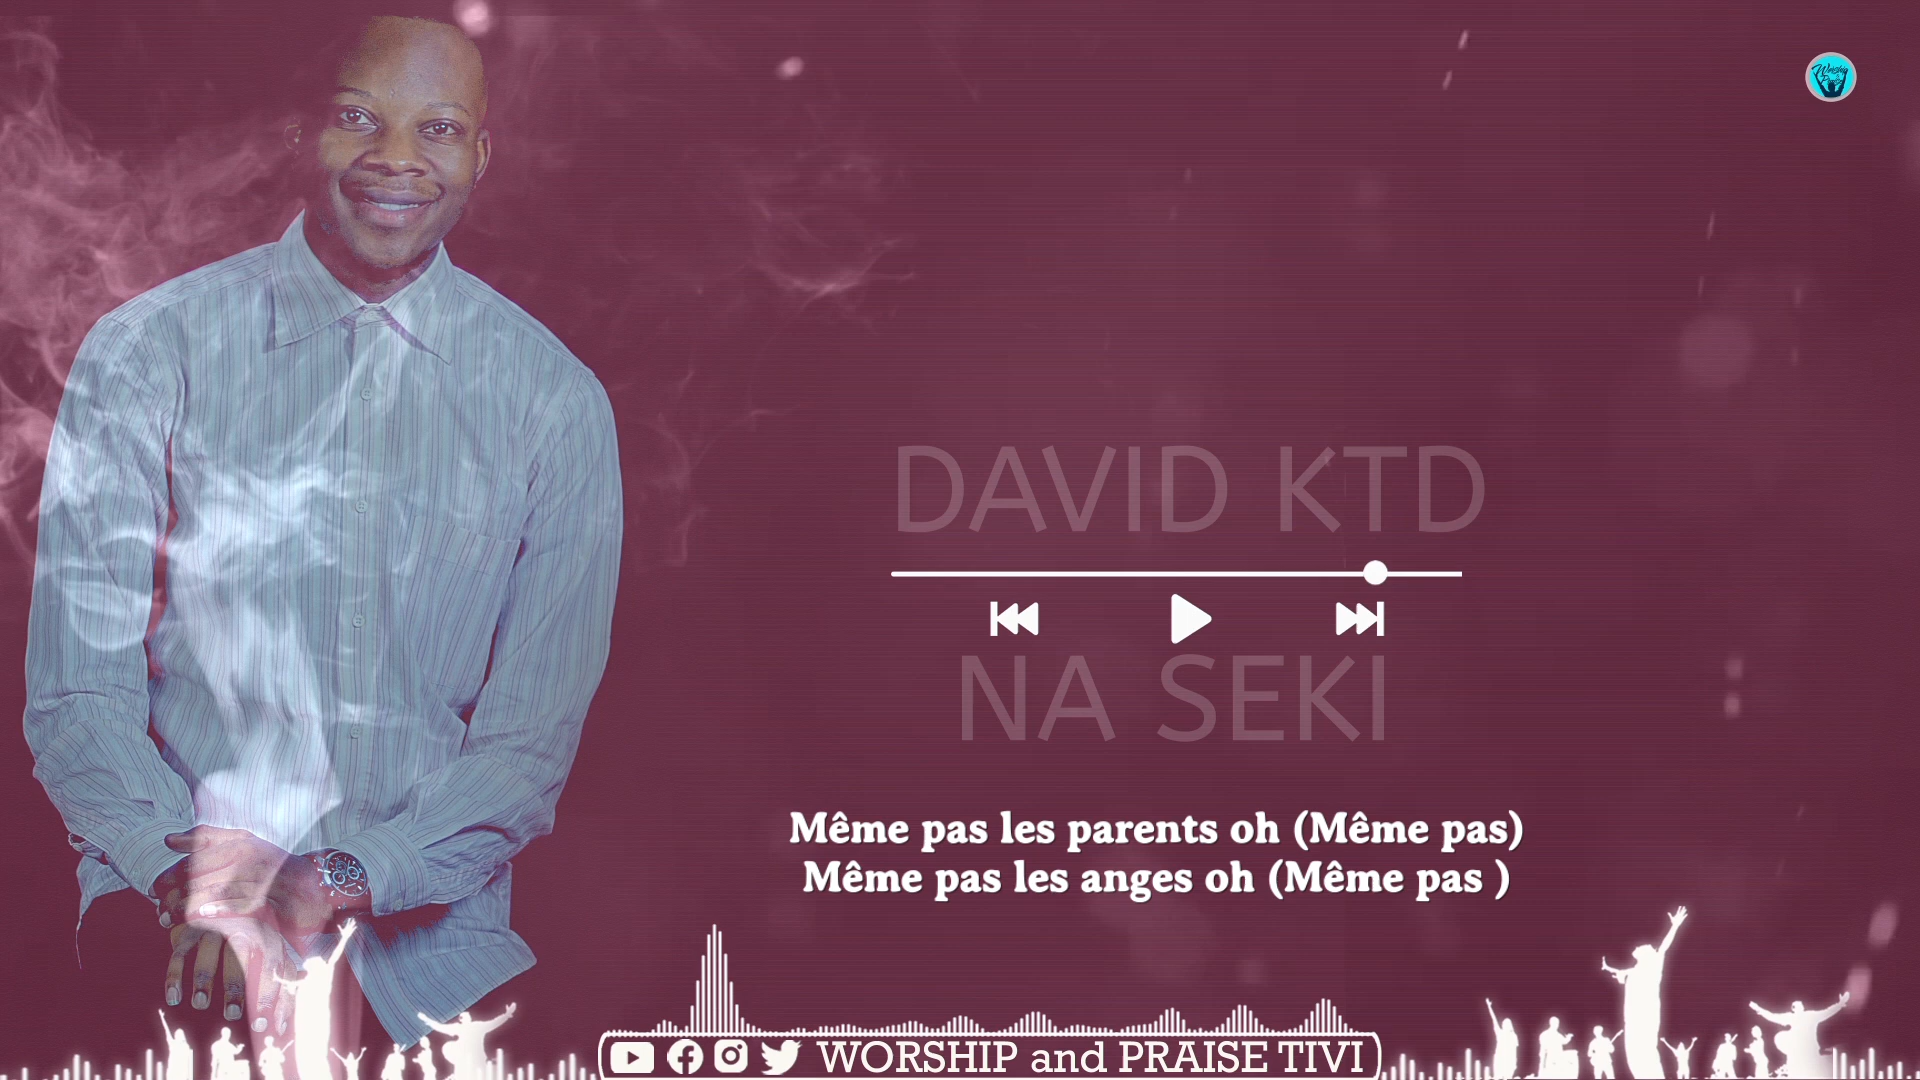 Worship
DAVID KTD
NA SEKI
Même pas les parents oh (Même pas)
Même pas les anges oh (Même pas )
WORSHIP and PRAISE TIVI